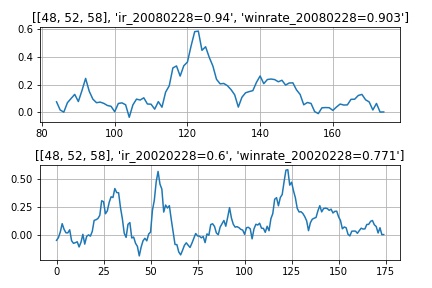 [[48, 52, 58], 'ir_20080228=0.94', 'winrate_20080228=0.903']
0.6
0.4
0.2
0.0
80 100 120 140 160
[[48, 52, 58], 'ir_20020228=0.6', 'winrate_20020228=0.771']
0.50
0.25
0.00
0 25 50 75 100 125 150 175